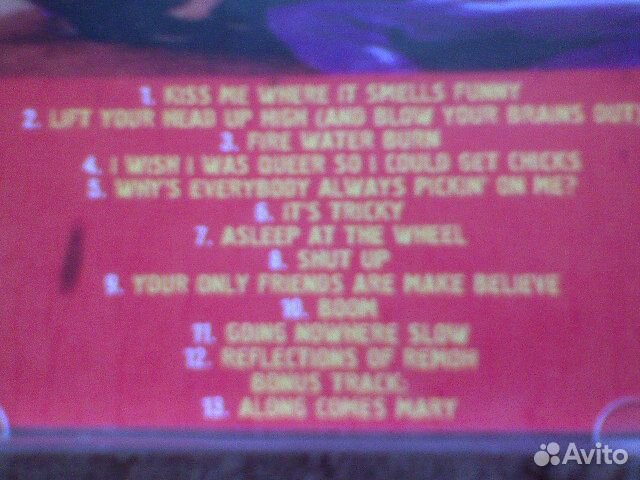 1. KISS ME WHERE IT SMELLS FUNNY
2. LIFT YOUR HEAD UP HIGH (AND BLOW YOUR BRAINS OUT)
3. FIRE WATER BURN
4. I WISH I WAS QUEER SO I COULD GET CHICKS
5. WHY'S EVERYBODY ALWAYS PICKIN' ON ME?
6. IT'S TRICKY
7. ASLEEP AT THE WHEEL
8. SHUT UP
9. YOUR ONLY FRIENDS ARE MAKE BELIEVE
10. BOOM
11. GOING NOWHERE SLOW
12. REFLECTIONS OF REMOH
BONUS TRACK:
13. ALONG COMES MARY
Avito